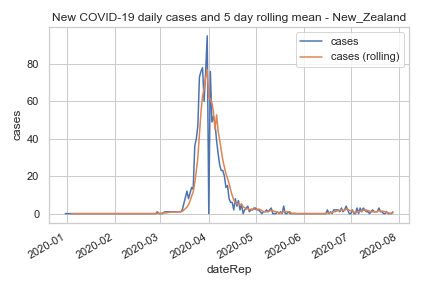 New COVID-19 daily cases and 5 day rolling mean - New_Zealand
cases
cases (rolling)
cases
80
60
40
20
0
2020-01
2020-02
2020-03
2020-04
2020-05
2020-06
2020-07
2020-08
dateRep